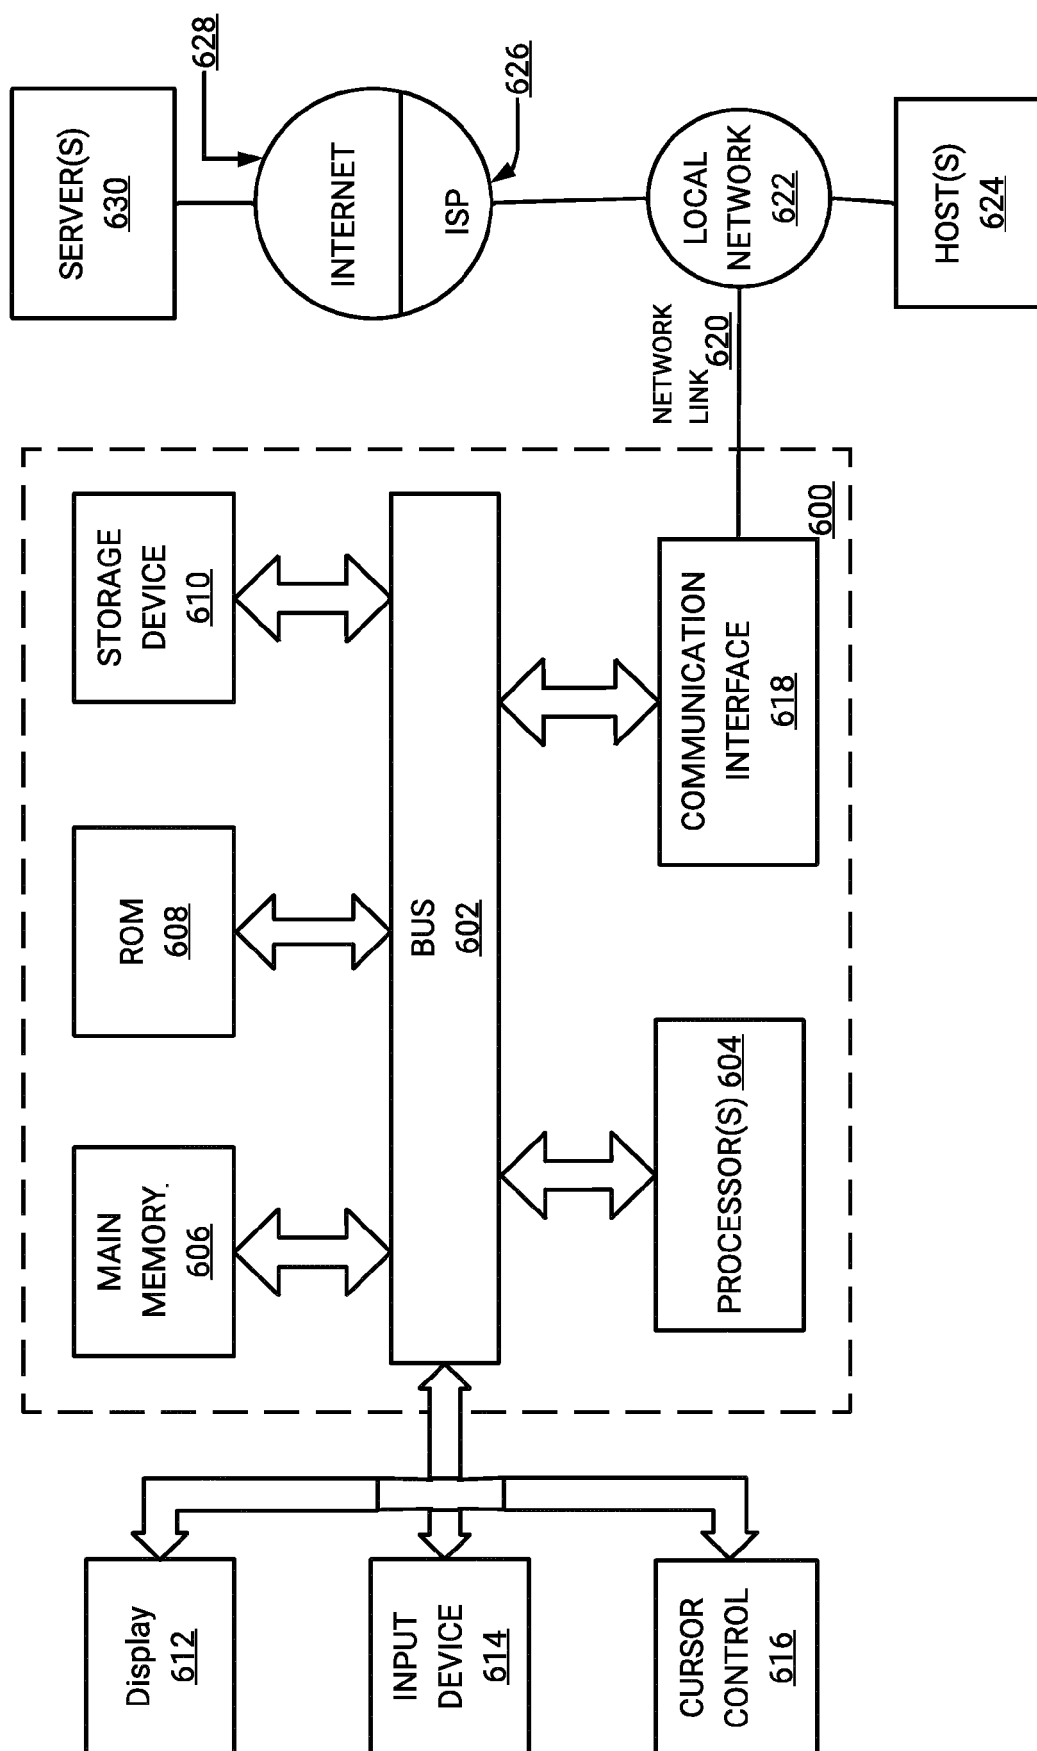 Display
612
INPUT
DEVICE
614
CURSOR
CONTROL
616
MAIN
MEMORY.
606
ROM
608
STORAGE
DEVICE
610
BUS
602
PROCESSOR(S) 604
COMMUNICATION
INTERFACE
618
600
NETWORK
LINK
620
SERVER(S)
630
628
INTERNET
ISP
626
LOCAL
NETWORK
622
HOST(S)
624